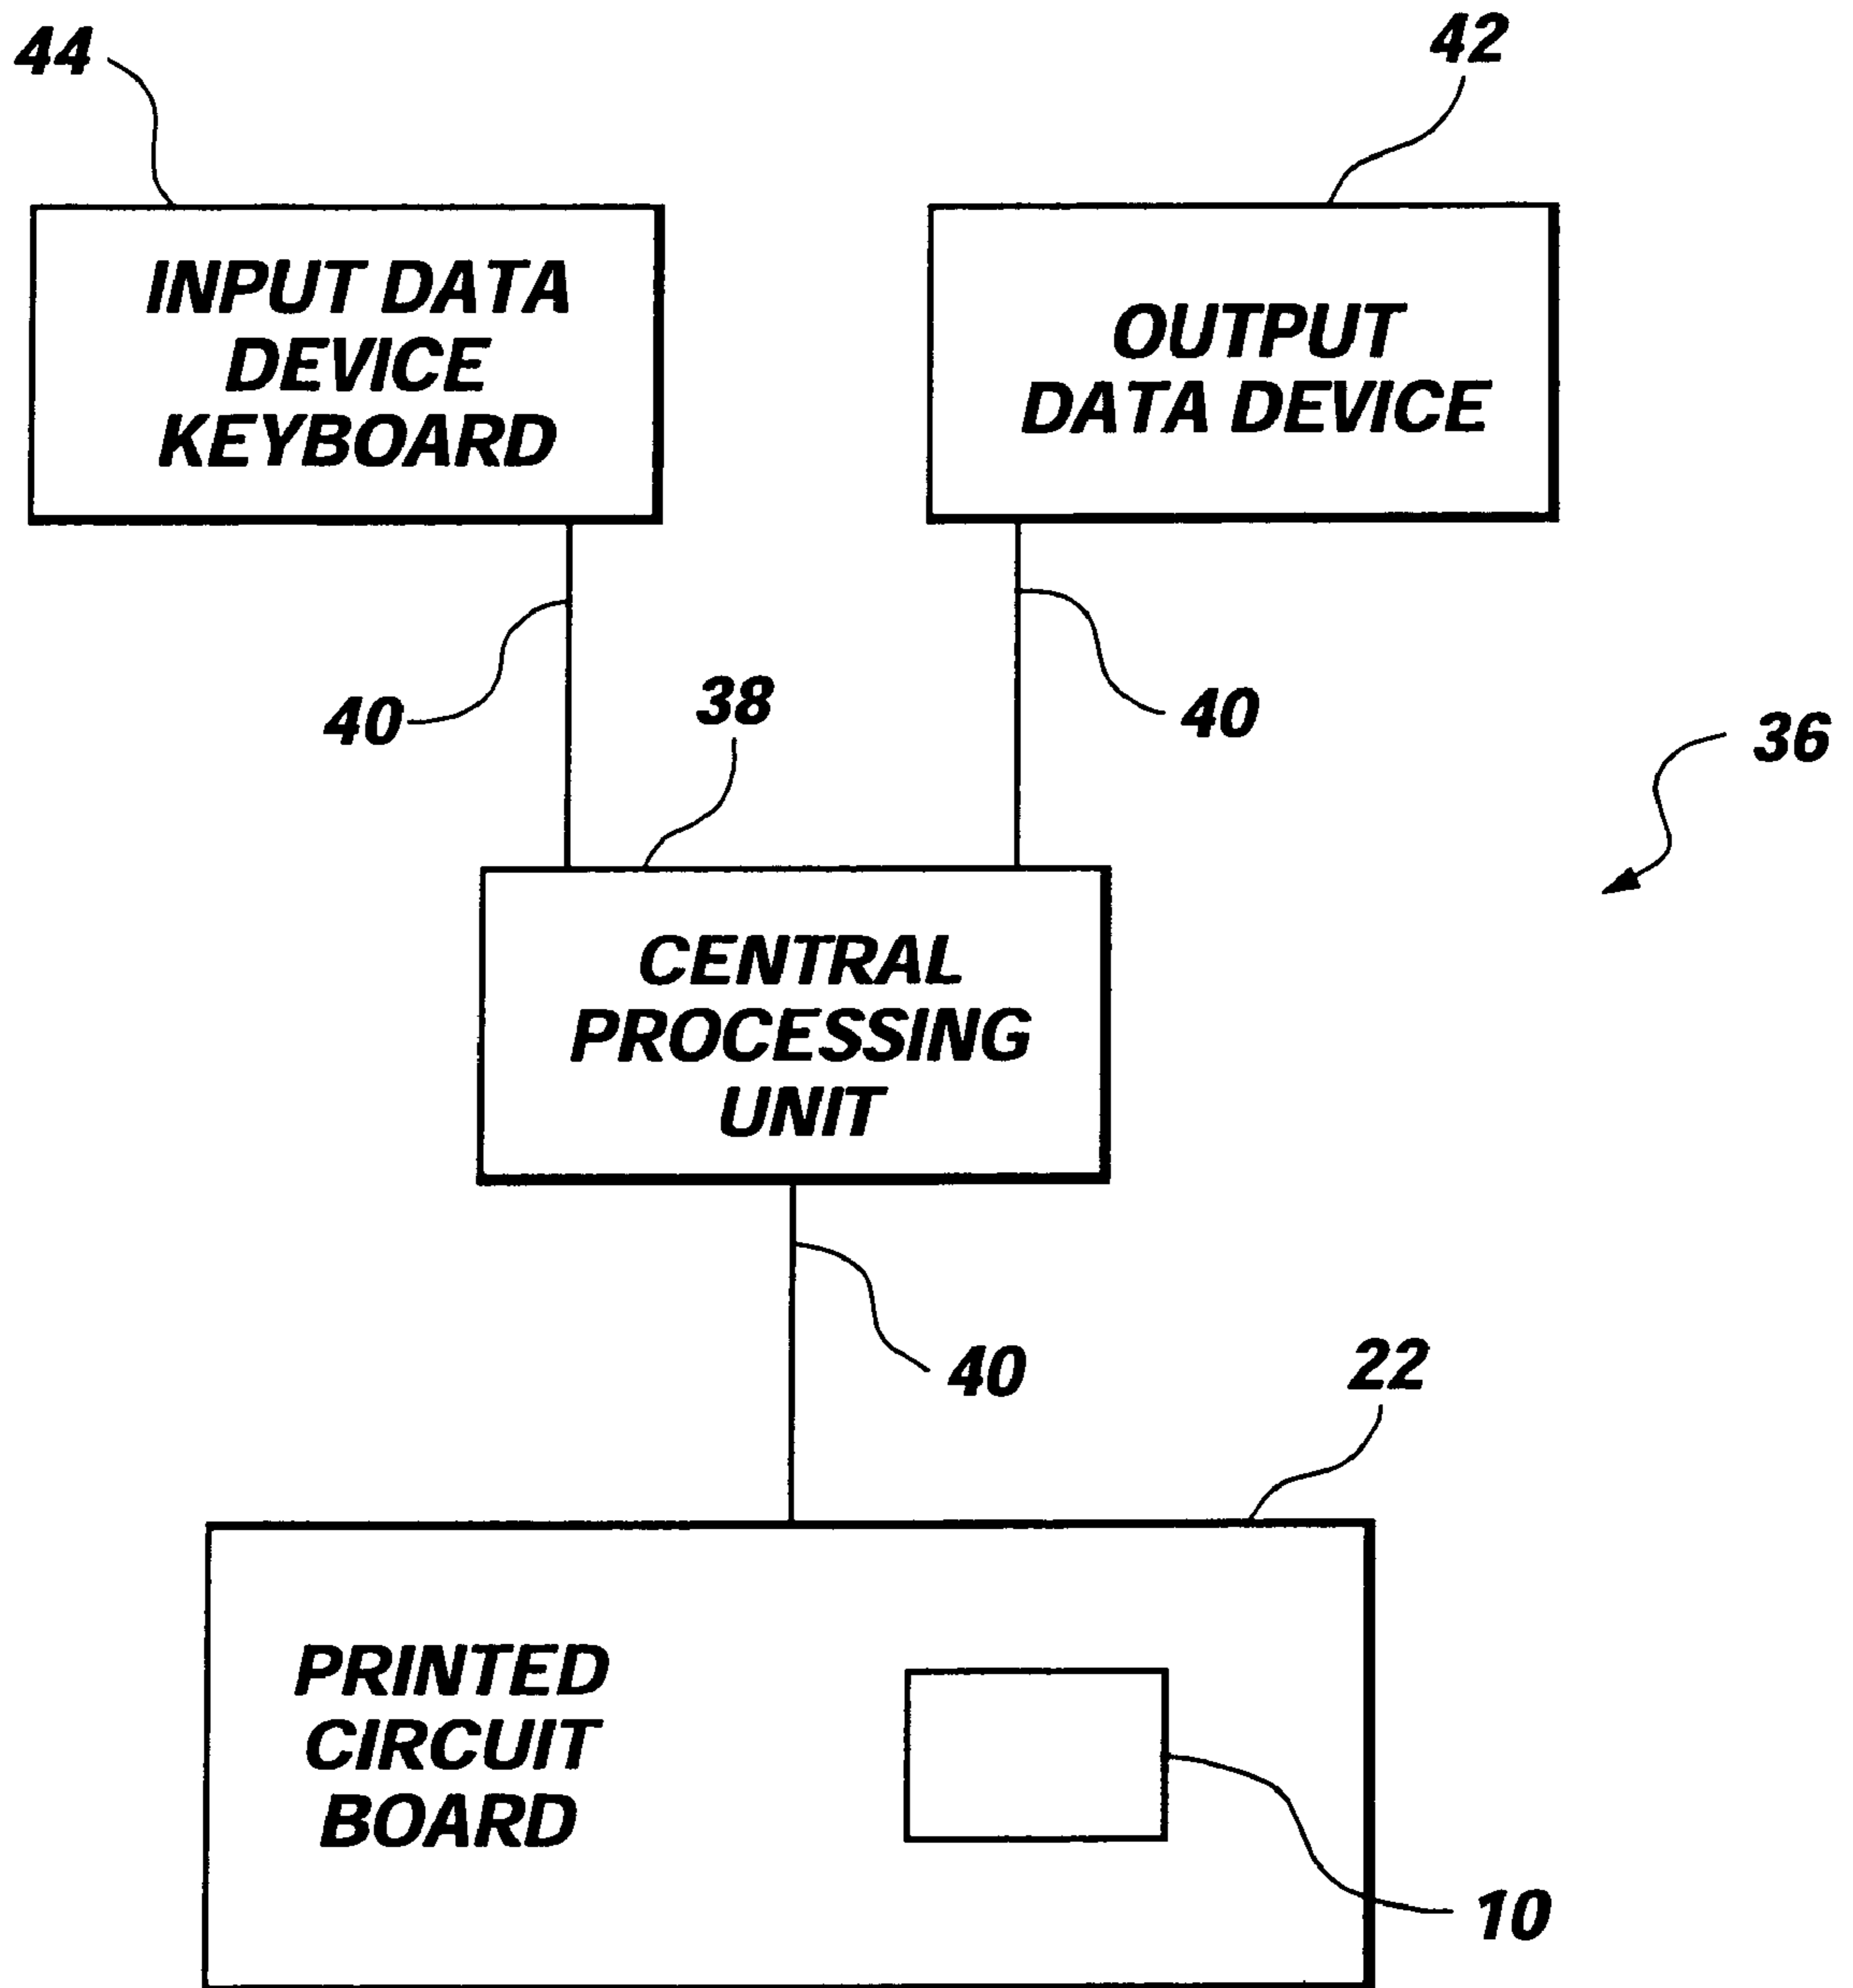 44
42
INPUT DATA
DEVICE
KEYBOARD
OUTPUT
DATA DEVICE
40
38
40
36
CENTRAL
PROCESSING
UNIT
40
22
PRINTED
CIRCUIT
BOARD
10